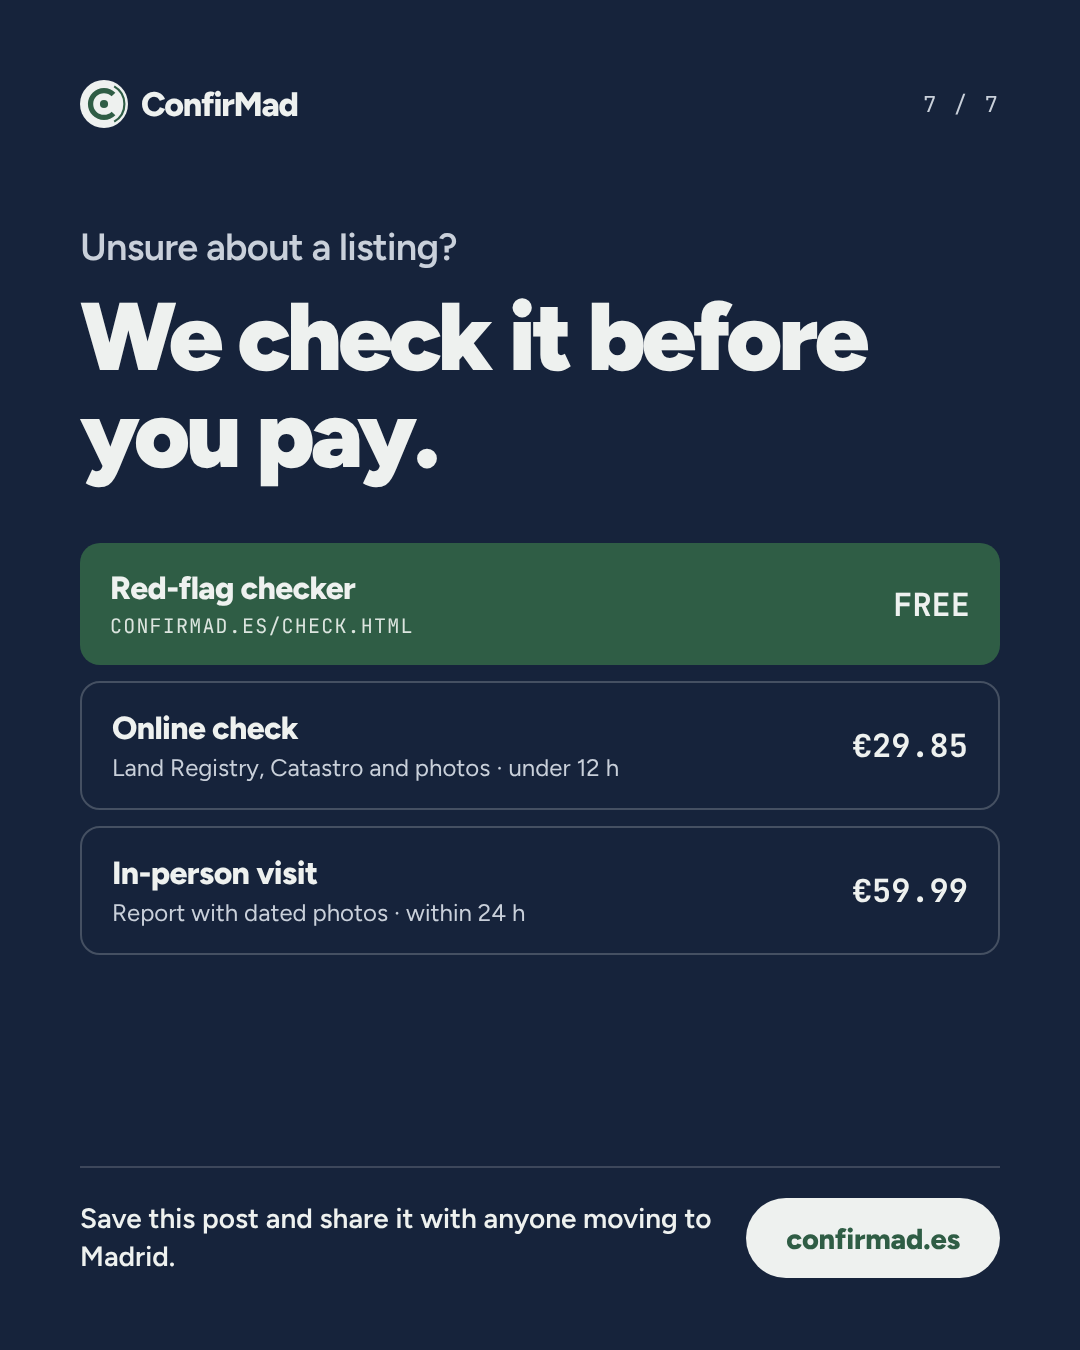 ConfirMad
7 / 7
Unsure about a listing?
We check it before
you pay.
Red-flag checker
CONFIRMAD.ES/CHECK.HTML
FREE
Online check
Land Registry, Catastro and photos · under 12 h
€29.85
In-person visit
Report with dated photos · within 24 h
€59.99
Save this post and share it with anyone moving to
Madrid.
confirmad.es